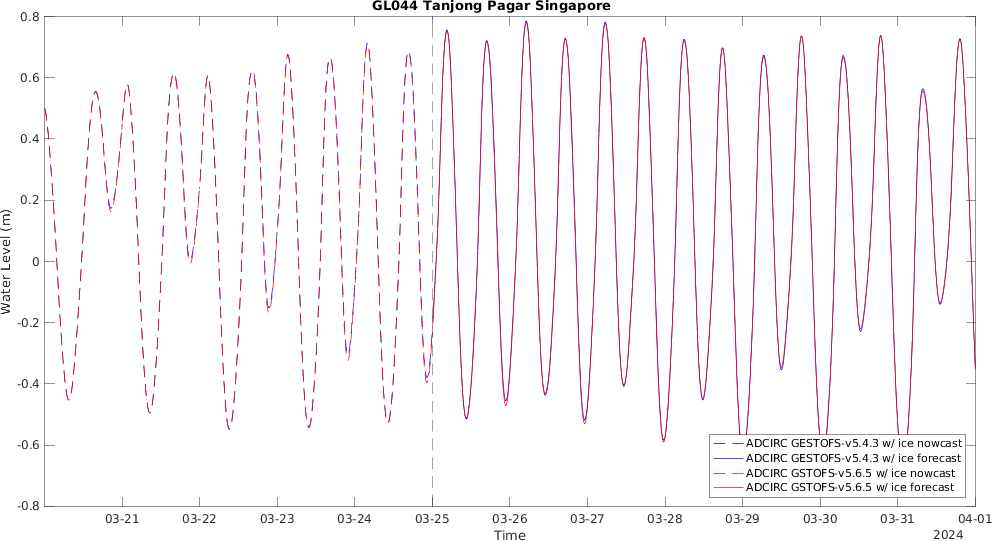 GL044 Tanjong Pagar Singapore
0.8
0.6
0.4
0.2
0
-0.2
-0.4
-0.6
-0.8
Water Level (m)
ADCIRC GESTOFS-v5.4.3 w/ ice nowcast
ADCIRC GESTOFS-v5.4.3 w/ ice forecast
ADCIRC GSTOFS-v5.6.5 w/ ice nowcast
ADCIRC GSTOFS-v5.6.5 w/ ice forecast
03-21 03-22 03-23 03-24 03-25 03-26 03-27 03-28 03-29 03-30 03-31 04-01
Time
2024